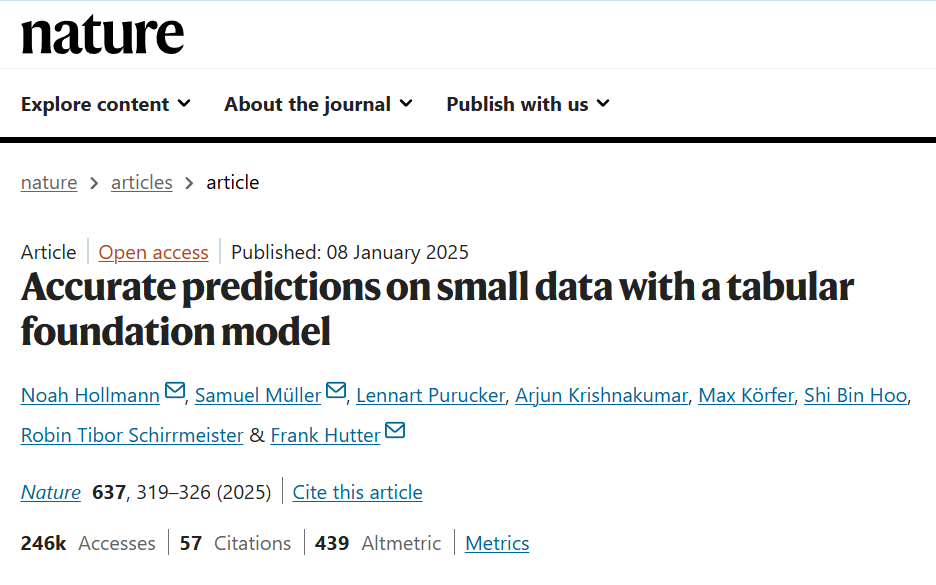 nature
Explore content About the journal Publish with us
nature > articles > article
Article | Open access | Published: 08 January 2025
Accurate predictions on small data with a tabular
foundation model
Noah Hollmann, Samuel Müller, Lennart Purucker, Arjun Krishnakumar, Max Körfer, Shi Bin Hoo,
Robin Tibor Schirrmeister & Frank Hutter
Nature 637, 319–326 (2025) | Cite this article
246k Accesses | 57 Citations | 439 Altmetric | Metrics